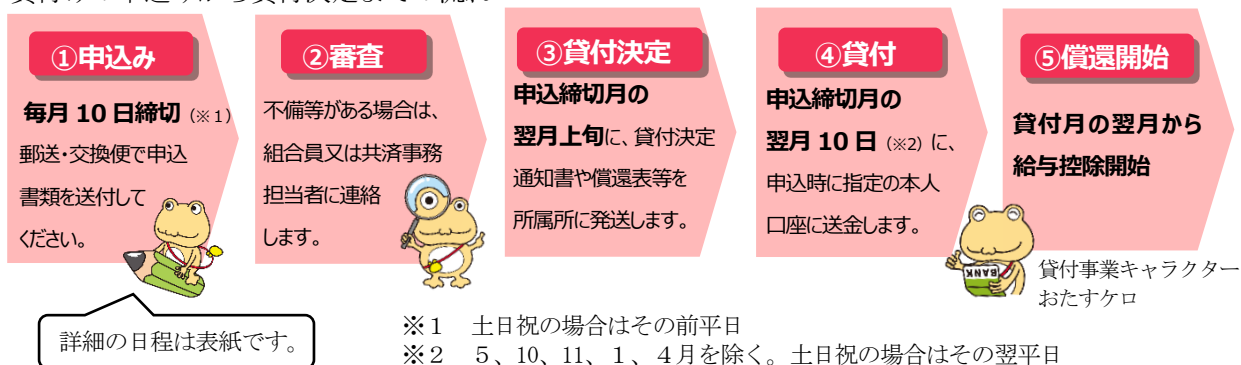 ①申込み
毎月 10 日締切（※１）
郵送・交換便で申込
書類を送付して
ください。
②審査
不備等がある場合は、
組合員又は共済事務
担当者に連絡
します。
③貸付決定
申込締切月の
翌月上旬に、貸付決定
通知書や償還表等を
所属所に発送します。
④貸付
申込締切月の
翌月 10 日（※2）に、
申込時に指定の本人
口座に送金します。
⑤償還開始
貸付月の翌月から
給与控除開始
BANK
貸付事業キャラクター
おたすケロ
詳細の日程は表紙です。
※１　土日祝の場合はその前平日
※２　５、10、11、１、４月を除く。土日祝の場合はその翌平日